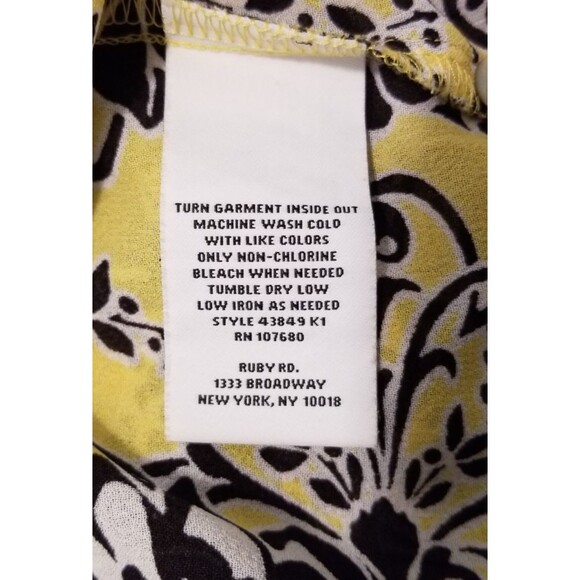 TURN GARMENT INSIDE OUT
MACHINE WASH COLD
WITH LIKE COLORS
ONLY NON-CHLORINE
BLEACH WHEN NEEDED
TUMBLE DRY LOW
LOW IRON AS NEEDED
STYLE 43849 K1
RN 107680
RUBY RD.
1333 BROADWAY
NEW YORK, NY 10018